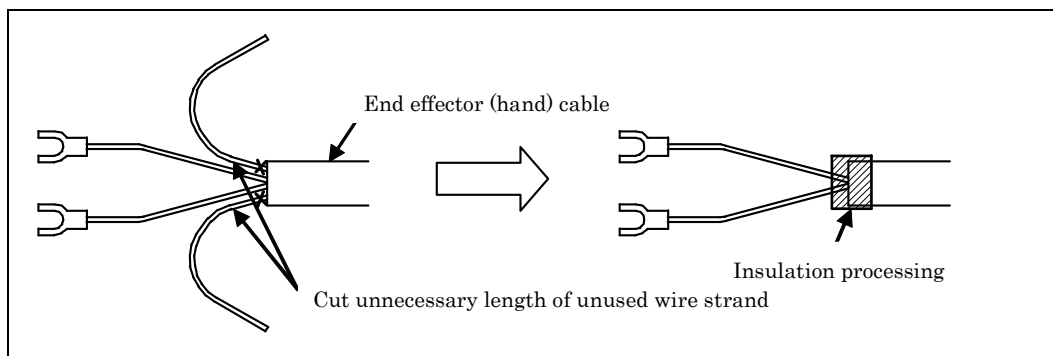 End effector (hand) cable
Insulation processing
Cut unnecessary length of unused wire strand